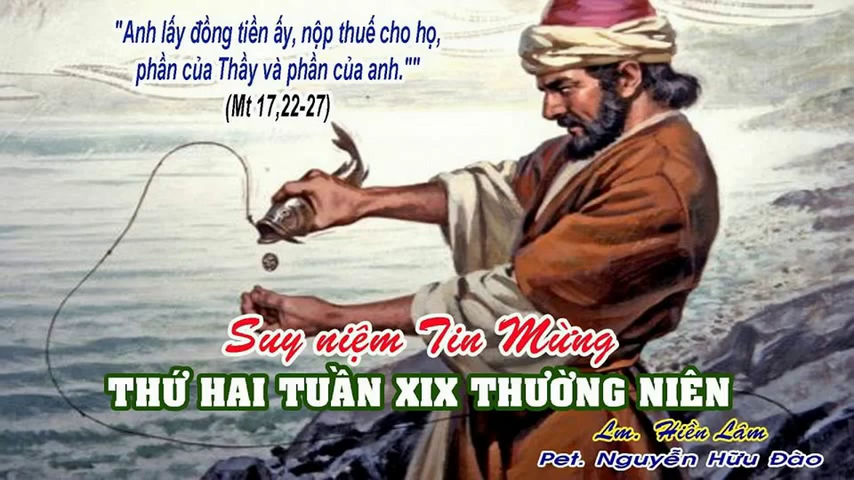 "Anh lấy đồng tiền ấy, nộp thuế cho họ,
phần của Thầy và phần của anh.""
(Mt 17,22-27)
Suy niệm Tin Mừng
THỨ HAI TUẦN XIX THƯỜNG NIÊN
Lm. Hiền Lâm
Pet. Nguyễn Hữu Đào